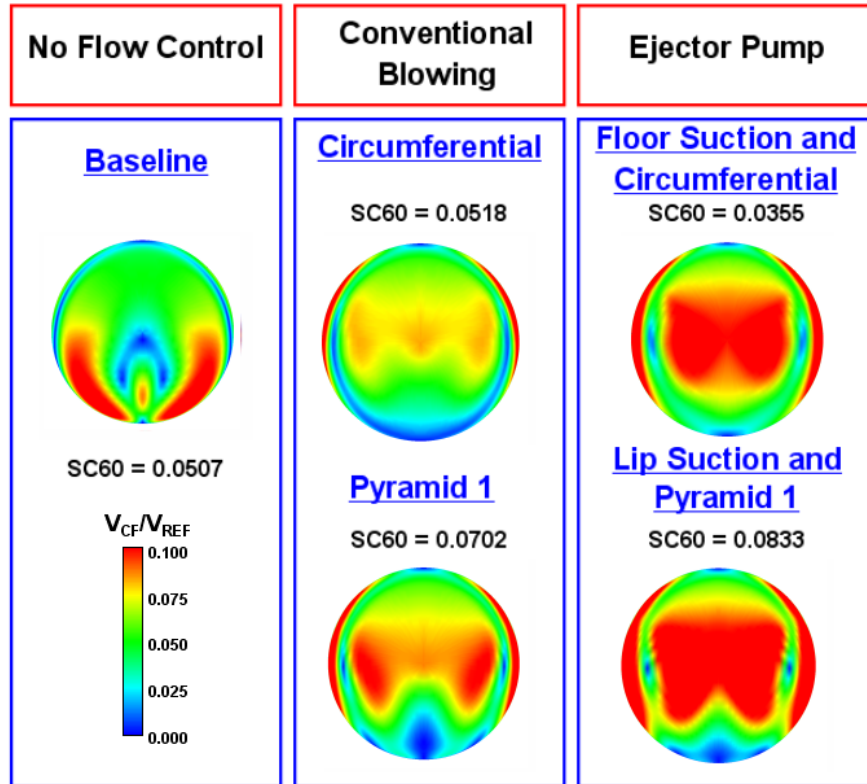 No Flow Control
Conventional
Blowing
Ejector Pump
Baseline
SC60 = 0.0507
V_CF/V_REF
0.100
0.075
0.050
0.025
0.000
Circumferential
SC60 = 0.0518
Pyramid 1
SC60 = 0.0702
Floor Suction and
Circumferential
SC60 = 0.0355
Lip Suction and
Pyramid 1
SC60 = 0.0833